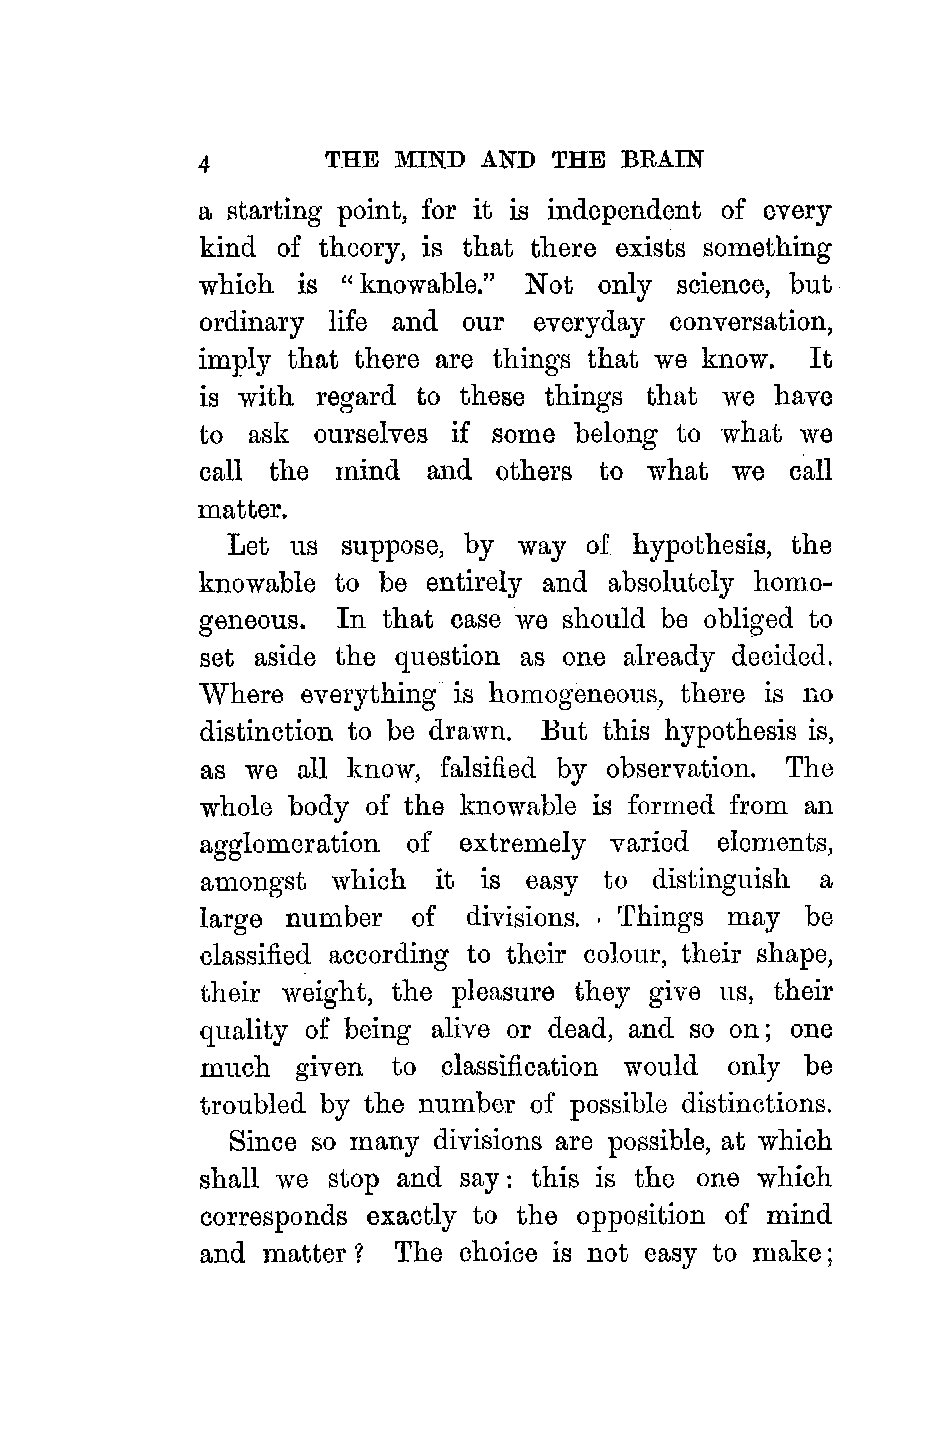 4 THE MIND AND THE BRAIN
a starting point, for it is independent of every
kind of theory, is that there exists something
which is “knowable.” Not only science, but
ordinary life and our everyday conversation,
imply that there are things that we know. It
is with regard to these things that we have
to ask ourselves if some belong to what we
call the mind and others to what we call
matter.
Let us suppose, by way of hypothesis, the
knowable to be entirely and absolutely homo-
geneous. In that case we should be obliged to
set aside the question as one already decided.
Where everything is homogeneous, there is no
distinction to be drawn. But this hypothesis is,
as we all know, falsified by observation. The
whole body of the knowable is formed from an
agglomeration of extremely varied elements,
amongst which it is easy to distinguish a
large number of divisions. Things may be
classified according to their colour, their shape,
their weight, the pleasure they give us, their
quality of being alive or dead, and so on; one
much given to classification would only be
troubled by the number of possible distinctions.
Since so many divisions are possible, at which
shall we stop and say: this is the one which
corresponds exactly to the opposition of mind
and matter? The choice is not easy to make;